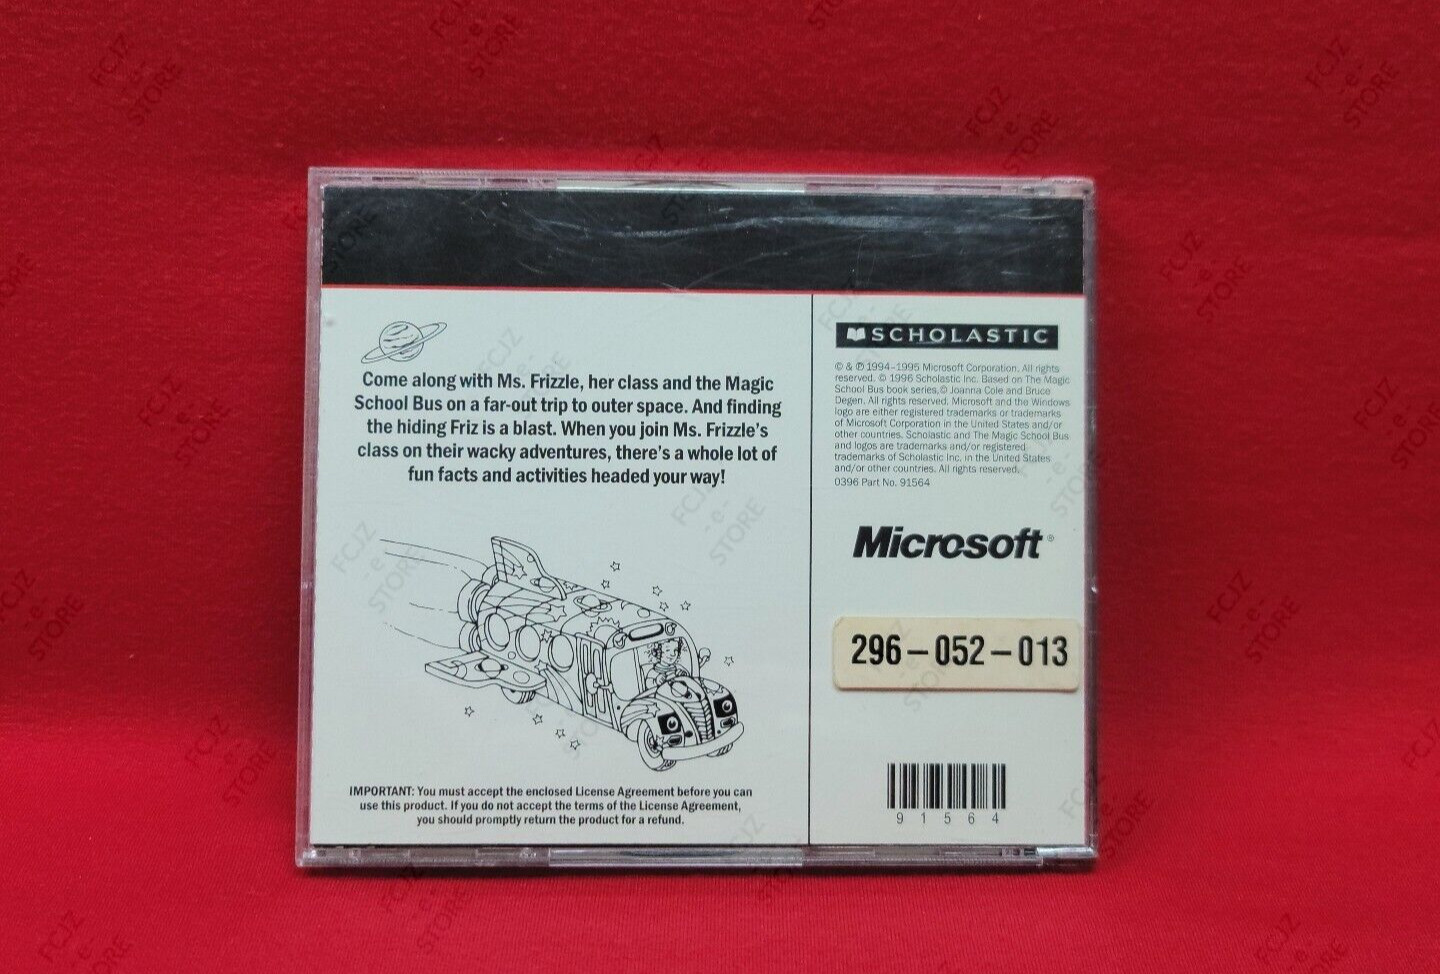 Come along with Ms. Frizzle, her class and the Magic
School Bus on a far-out trip to outer space. And finding
the hiding Friz is a blast. When you join Ms. Frizzle's
class on their wacky adventures, there's a whole lot of
fun facts and activities headed your way!
IMPORTANT: You must accept the enclosed License Agreement before you can
use this product. If you do not accept the terms of the License Agreement,
you should promptly return the product for a refund.
SCHOLASTIC
© & ℗ 1994-1995 Microsoft Corporation. All rights
reserved. © 1996 Scholastic Inc. Based on The Magic
School Bus book series,© Joanna Cole and Bruce
Degen. All rights reserved. Microsoft and the Windows
logo are either registered trademarks or trademarks
of Microsoft Corporation in the United States and/or
other countries. Scholastic and The Magic School Bus
and logos are trademarks and/or registered
trademarks of Scholastic Inc. in the United States
and/or other countries. All rights reserved.
0396 Part No. 91564
Microsoft®
296-052-013
9 1 5 6 4
FCJZ
-e-
STORE